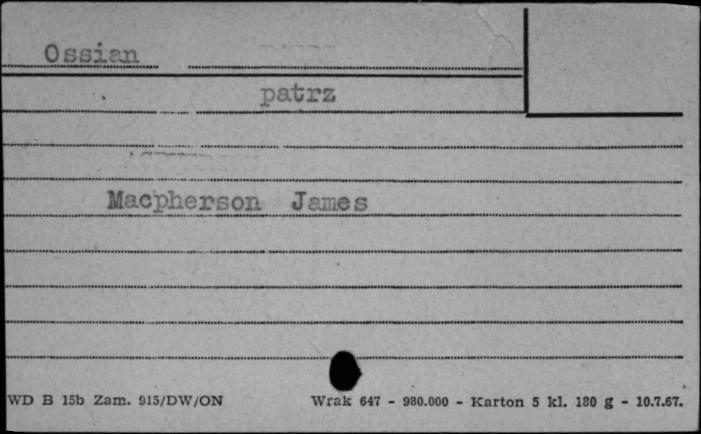 Ossian
patrz
Macpherson James
WD B 15b Zam. 915/DW/ON Wrak 647 - 980.000 - Karton 5 kl. 180 g - 10.7.67.